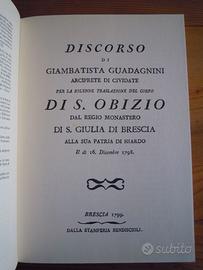 DISCORSO
DI
GIAMBATISTA GUADAGNINI
ARCIPRETE DI CIVIDATE
PER LA SOLENNE TRASLAZIONE DEL CORPO
DI S. OBIZIO
DAL REGIO MONASTERO
DI S. GIULIA DI BRESCIA
ALLA SUA PATRIA DI NIARDO
Il dì 16. Dicembre 1798.
BRESCIA 1799.
DALLA STAMPERIA BENDISCIOLI.
subito